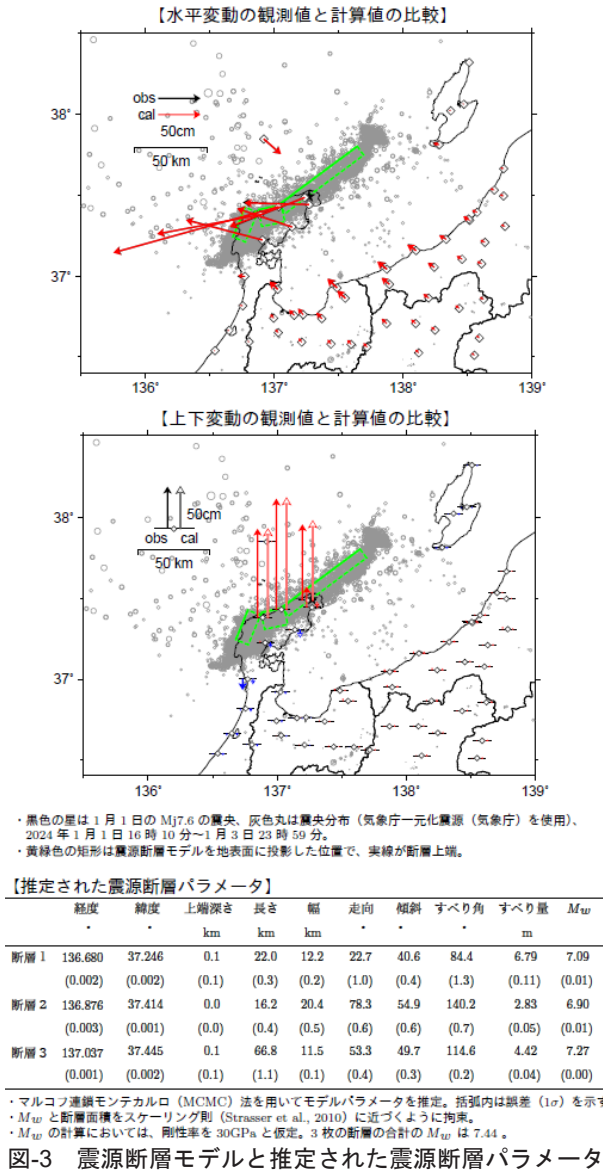 【水平変動の観測値と計算値の比較】
38°
obs
cal
50cm
50 km
37°
136° 137° 138° 139°
【上下変動の観測値と計算値の比較】
38°
50cm
obs cal
50 km
37°
136° 137° 138° 139°
・黒色の星は 1 月 1 日の Mj7.6 の震央、灰色丸は震央分布（気象庁一元化震源（気象庁）を使用)、
2024 年 1 月 1 日 16 時 10 分〜1 月 3 日 23 時 59 分。
・黄緑色の矩形は震源断層モデルを地表面に投影した位置で、実線が断層上端。
【推定された震源断層パラメータ】
経度 緯度 上端深さ 長さ 幅 走向 傾斜 すべり角 すべり量 Mw
° ° km km km ° ° ° m
断層 1 136.680 37.246 0.1 22.0 12.2 22.7 40.6 84.4 6.79 7.09
(0.002) (0.002) (0.1) (0.3) (0.2) (1.0) (0.4) (1.3) (0.11) (0.01)
断層 2 136.876 37.414 0.0 16.2 20.4 78.3 54.9 140.2 2.83 6.90
(0.003) (0.001) (0.0) (0.4) (0.5) (0.6) (0.6) (0.7) (0.05) (0.01)
断層 3 137.037 37.445 0.1 66.8 11.5 53.3 49.7 114.6 4.42 7.27
(0.001) (0.002) (0.1) (1.1) (0.1) (0.4) (0.3) (0.2) (0.04) (0.00)
・マルコフ連鎖モンテカルロ（MCMC）法を用いてモデルパラメータを推定。括弧内は誤差（1σ）を示す
・Mw と断層面積をスケーリング則（Strasser et al., 2010）に近づくように拘束。
・Mw の計算においては、剛性率を 30GPa と仮定。3 枚の断層の合計の Mw は 7.44 。
図-3 震源断層モデルと推定された震源断層パラメータ